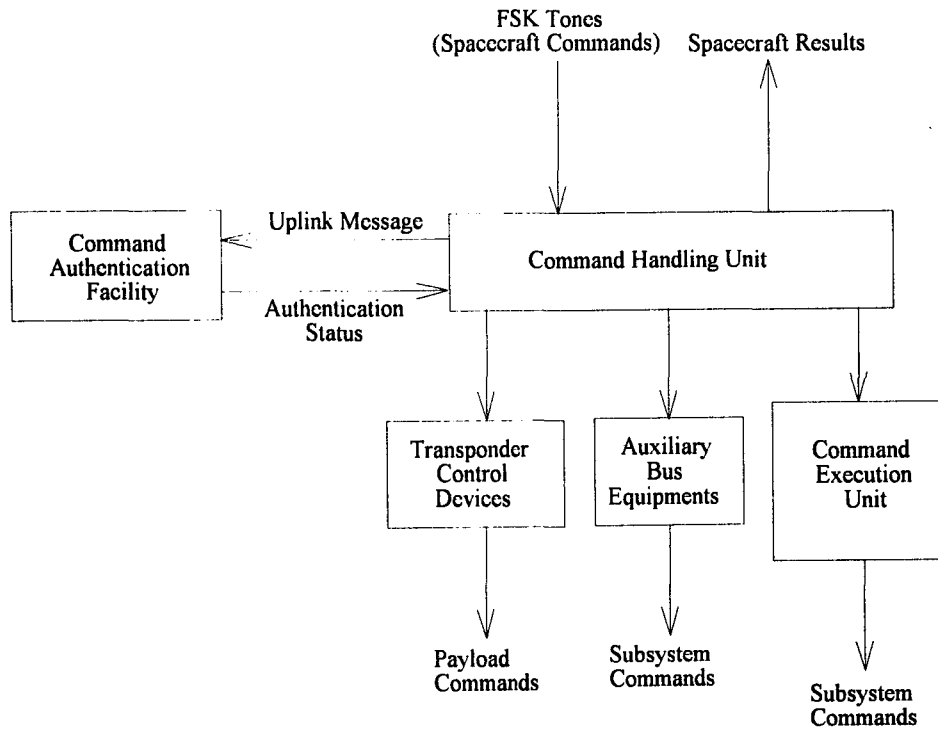 FSK Tones
(Spacecraft Commands)
Spacecraft Results
Uplink Message
Command
Authentication
Facility
Command Handling Unit
Authentication
Status
Transponder
Control
Devices
Auxiliary
Bus
Equipments
Command
Execution
Unit
Payload
Commands
Subsystem
Commands
Subsystem
Commands